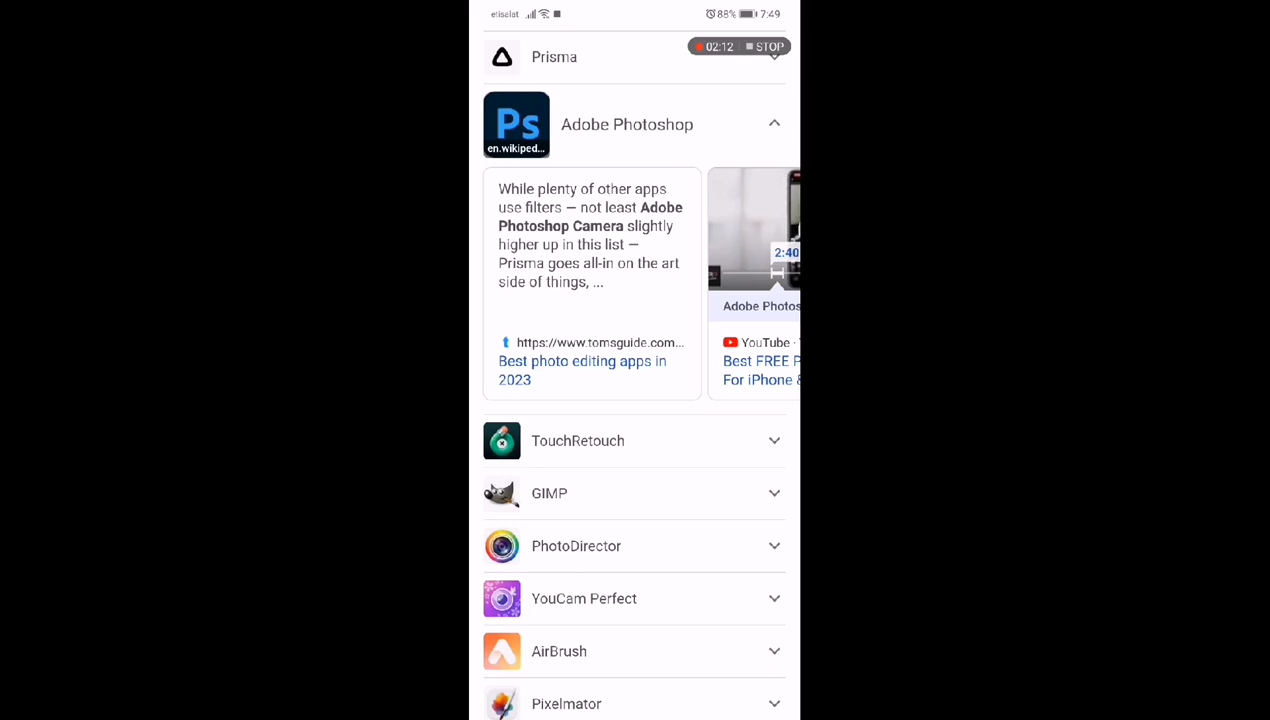 etisalat 88% 7:49
02:12 STOP
Prisma
Ps
en.wikiped...
Adobe Photoshop
While plenty of other apps
use filters — not least Adobe
Photoshop Camera slightly
higher up in this list —
Prisma goes all-in on the art
side of things, ...
https://www.tomsguide.com...
Best photo editing apps in
2023
2:40
Adobe Photos
YouTube ·
Best FREE P
For iPhone &
TouchRetouch
GIMP
PhotoDirector
YouCam Perfect
AirBrush
Pixelmator